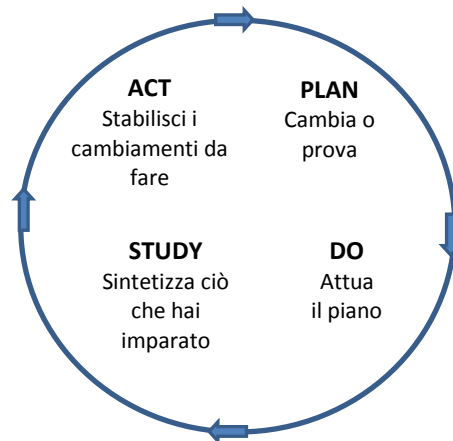 ACT
Stabilisci i
cambiamenti da
fare
PLAN
Cambia o
prova
STUDY
Sintetizza ciò
che hai
imparato
DO
Attua
il piano